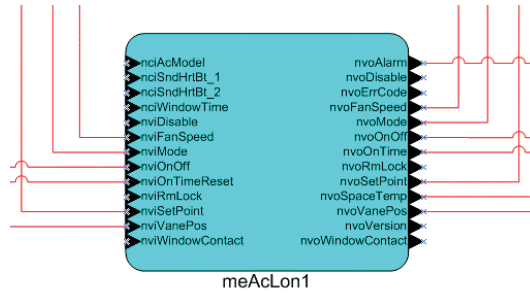 nciAcModel
nciSndHrtBt_1
nciSndHrtBt_2
nciWindowTime
nviDisable
nviFanSpeed
nviMode
nviOnOff
nviOnTimeReset
nviRmLock
nviSetPoint
nviVanePos
nviWindowContact
nvoAlarm
nvoDisable
nvoErrCode
nvoFanSpeed
nvoMode
nvoOnOff
nvoOnTime
nvoRmLock
nvoSetPoint
nvoSpaceTemp
nvoVanePos
nvoVersion
nvoWindowContact
meAcLon1